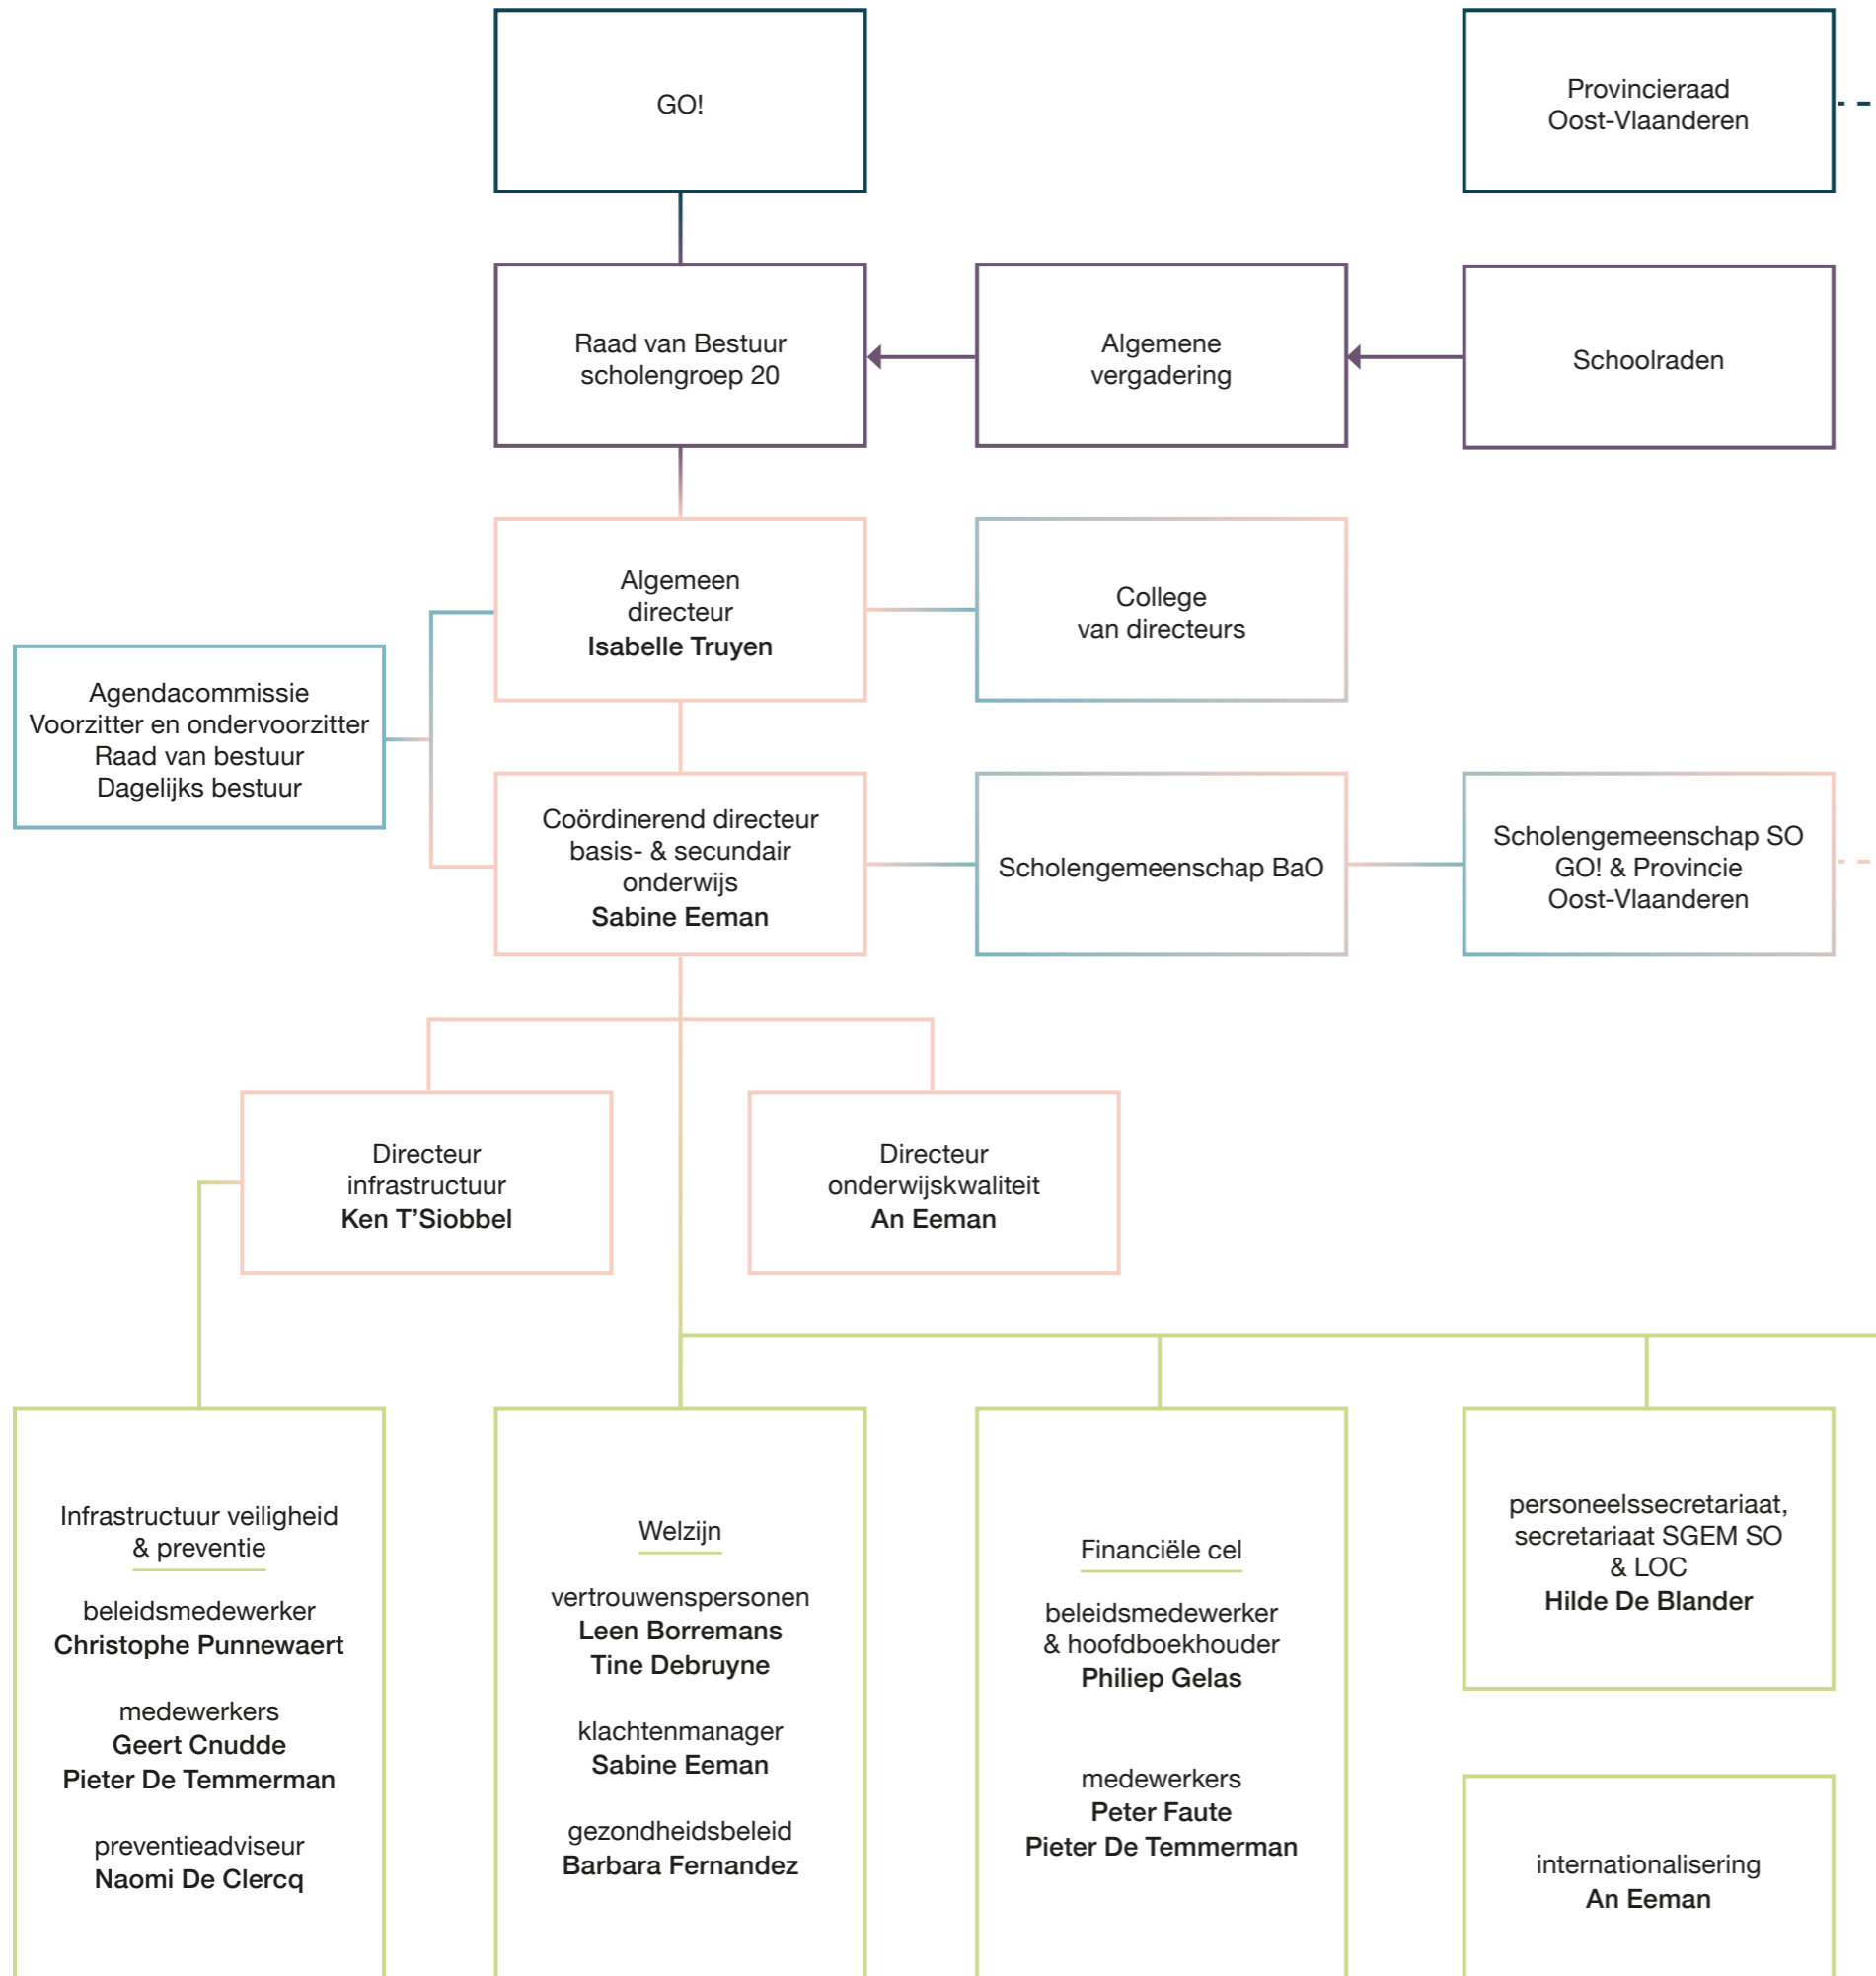 GO!
Provincieraad
Oost-Vlaanderen
Raad van Bestuur
scholengroep 20
Algemene
vergadering
Schoolraden
Algemeen
directeur
Isabelle Truyen
College
van directeurs
Agendacommissie
Voorzitter en ondervoorzitter
Raad van bestuur
Dagelijks bestuur
Coördinerend directeur
basis- & secundair
onderwijs
Sabine Eeman
Scholengemeenschap BaO
Scholengemeenschap SO
GO! & Provincie
Oost-Vlaanderen
Directeur
infrastructuur
Ken T’Siobbel
Directeur
onderwijskwaliteit
An Eeman
Infrastructuur veiligheid
& preventie
beleidsmedewerker
Christophe Punnewaert
medewerkers
Geert Cnudde
Pieter De Temmerman
preventieadviseur
Naomi De Clercq
Welzijn
vertrouwenspersonen
Leen Borremans
Tine Debruyne
klachtenmanager
Sabine Eeman
gezondheidsbeleid
Barbara Fernandez
Financiële cel
beleidsmedewerker
& hoofdboekhouder
Philiep Gelas
medewerkers
Peter Faute
Pieter De Temmerman
personeelssecretariaat,
secretariaat SGEM SO
& LOC
Hilde De Blander
internationalisering
An Eeman